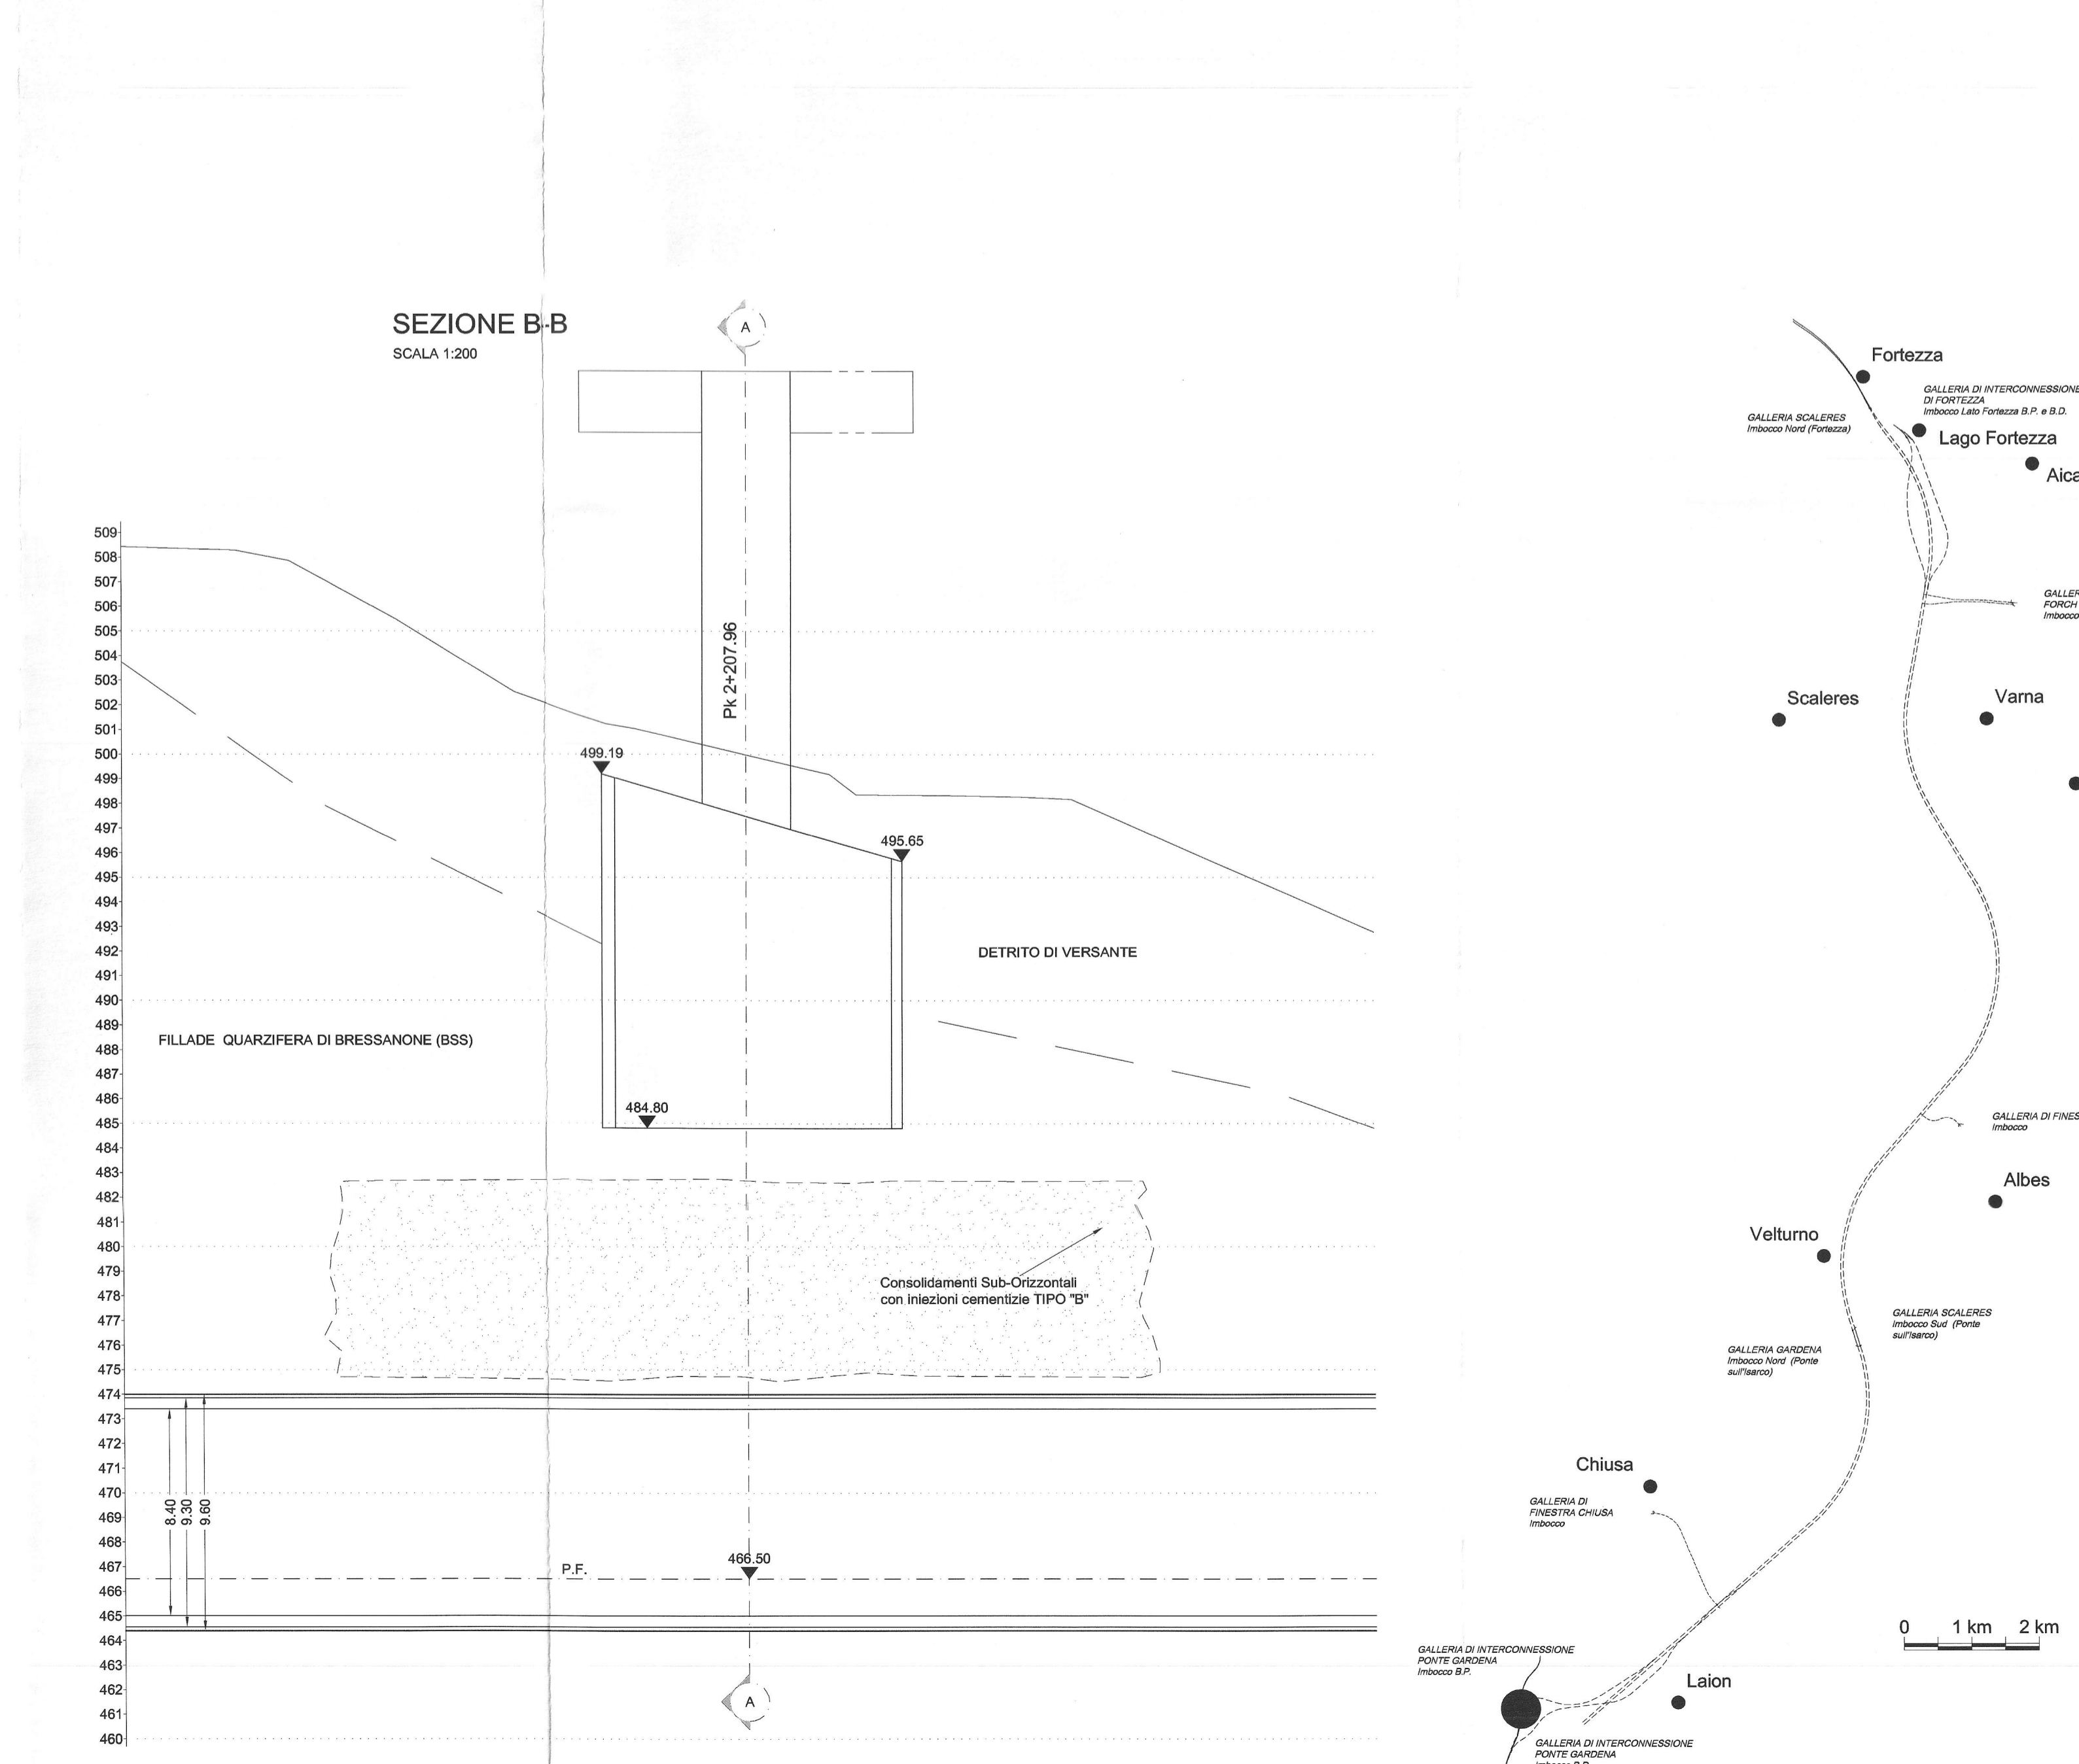 SEZIONE B-B
SCALA 1:200
A
Pk 2+207.96
509
508
507
506
505
504
503
502
501
500
499
498
497
496
495
494
493
492
491
490
489
488
487
486
485
484
483
482
481
480
479
478
477
476
475
474
473
472
471
470
469
468
467
466
465
464
463
462
461
460
499.19
495.65
DETRITO DI VERSANTE
FILLADE QUARZIFERA DI BRESSANONE (BSS)
484.80
Consolidamenti Sub-Orizzontali
con iniezioni cementizie TIPO "B"
8.40
9.30
9.60
P.F.
466.50
A
Fortezza
GALLERIA DI INTERCONNESSIONE
DI FORTEZZA
Imbocco Lato Fortezza B.P. e B.D.
GALLERIA SCALERES
Imbocco Nord (Fortezza)
Lago Fortezza
Aica
GALLER
FORCH
Imbocco
Scaleres
Varna
GALLERIA DI FINES
Imbocco
Albes
Velturno
GALLERIA SCALERES
Imbocco Sud (Ponte
sull'Isarco)
GALLERIA GARDENA
Imbocco Nord (Ponte
sull'Isarco)
Chiusa
GALLERIA DI
FINESTRA CHIUSA
Imbocco
0 1 km 2 km
GALLERIA DI INTERCONNESSIONE
PONTE GARDENA
Imbocco B.P.
Laion
GALLERIA DI INTERCONNESSIONE
PONTE GARDENA